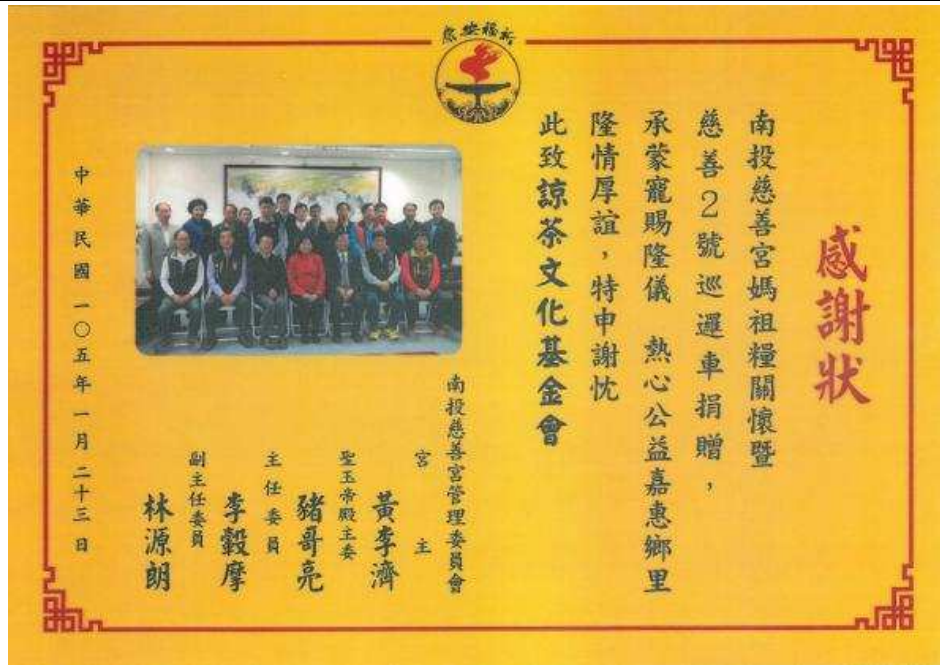 祈福安康
感謝狀
南投慈善宮媽祖糧關懷暨
慈善2號巡邏車捐贈，
承蒙寵賜隆儀　熱心公益嘉惠鄉里
隆情厚誼，特申謝忱
此致諒茶文化基金會
南投慈善宮管理委員會
宮主
黃李濟
聖玉帝殿主委
豬哥亮
主任委員
李毅摩
副主任委員
林源朗
中華民國一〇五年一月二十三日